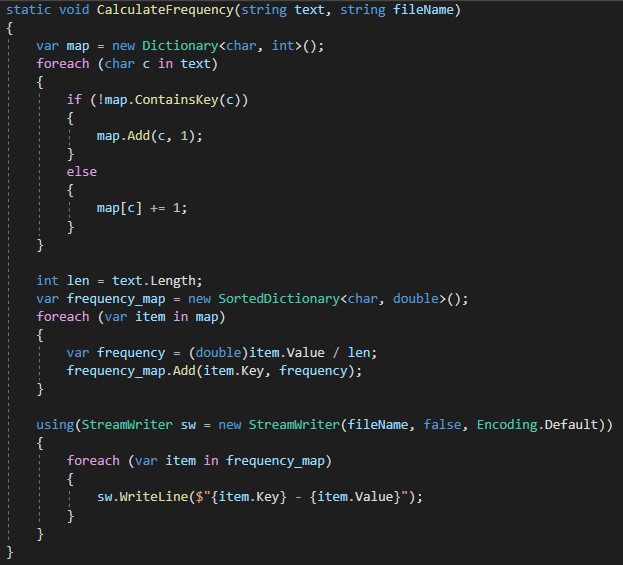 static void CalculateFrequency(string text, string fileName)
{
    var map = new Dictionary<char, int>();
    foreach (char c in text)
    {
        if (!map.ContainsKey(c))
        {
            map.Add(c, 1);
        }
        else
        {
            map[c] += 1;
        }
    }

    int len = text.Length;
    var frequency_map = new SortedDictionary<char, double>();
    foreach (var item in map)
    {
        var frequency = (double)item.Value / len;
        frequency_map.Add(item.Key, frequency);
    }

    using(StreamWriter sw = new StreamWriter(fileName, false, Encoding.Default))
    {
        foreach (var item in frequency_map)
        {
            sw.WriteLine($"{item.Key} - {item.Value}");
        }
    }
}